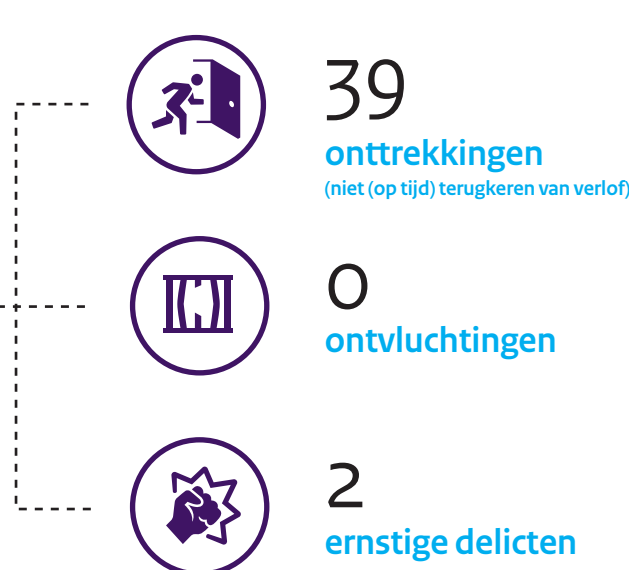 39
onttrekkingen
(niet (op tijd) terugkeren van verlof)
0
ontvluchtingen
2
ernstige delicten